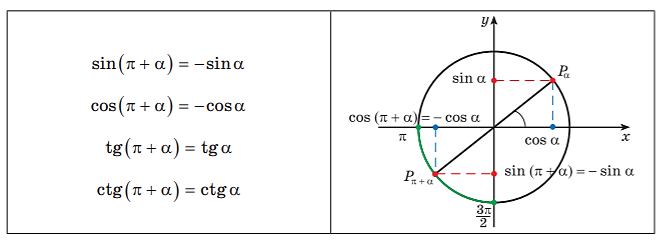 sin(π + α) = −sin α
cos(π + α) = −cos α
tg(π + α) = tg α
ctg(π + α) = ctg α
y
P_α
sin α
cos (π + α) = − cos α
π
cos α
x
P_{π + α}
sin (π + α) = − sin α
3π
2